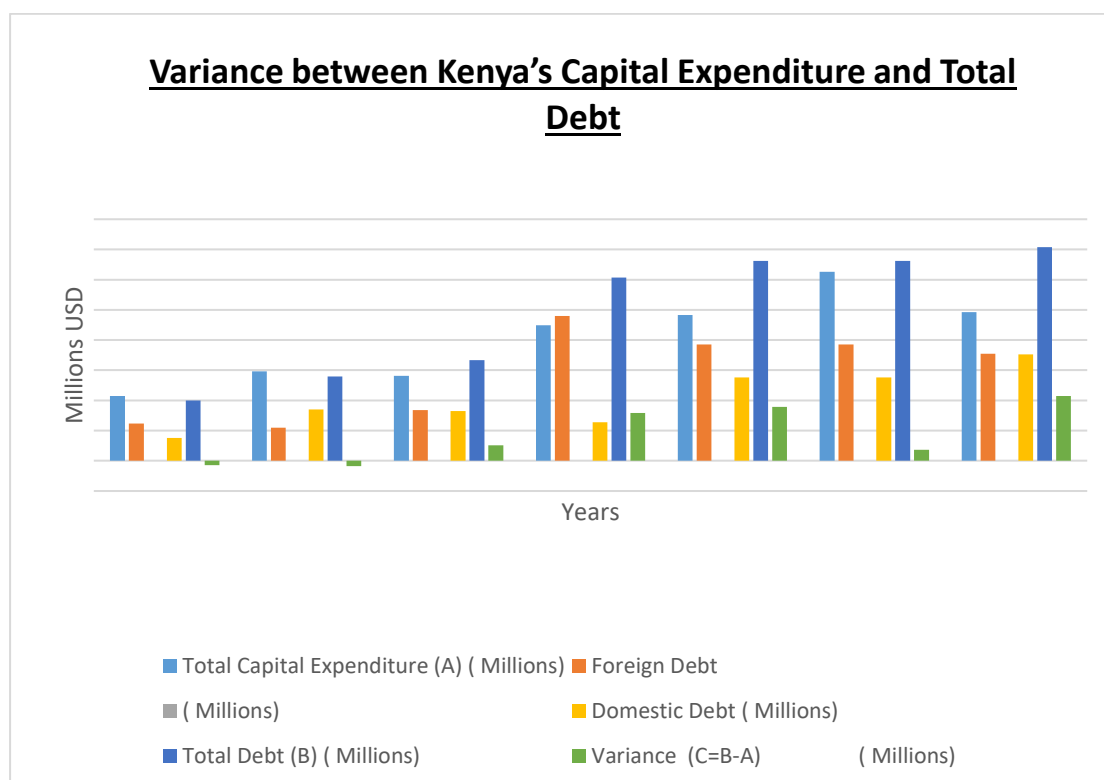 Variance between Kenya's Capital Expenditure and Total
Debt
Millions USD
Years
Total Capital Expenditure (A) ( Millions)
Foreign Debt
( Millions)
Domestic Debt ( Millions)
Total Debt (B) ( Millions)
Variance (C=B-A) ( Millions)